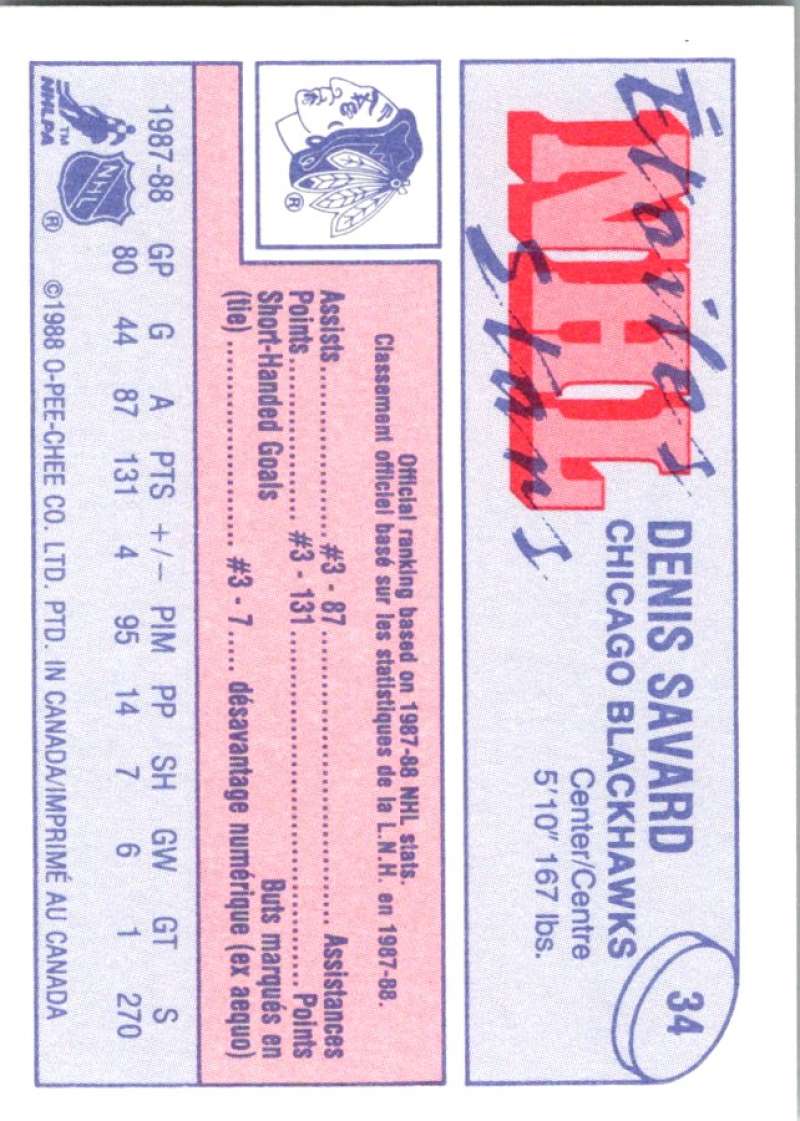 Étoiles
NHL
Stars
34
DENIS SAVARD
CHICAGO BLACKHAWKS
Center/Centre
5'10" 167 lbs.
®
Official ranking based on 1987-88 NHL stats.
Classement officiel basé sur les statistiques de la L.N.H. en 1987-88.
Assists.................... #3 - 87.................... Assistances
Points.................... #3 - 131.................... Points
Short-Handed Goals Buts marqués en
(tie).................... #3 - 7..... désavantage numérique (ex aequo)
1987-88 GP G A PTS +/− PIM PP SH GW GT S
80 44 87 131 4 95 14 7 6 1 270
NHLPA ™ NHL ® ©1988 O-PEE-CHEE CO. LTD. PTD. IN CANADA/IMPRIMÉ AU CANADA